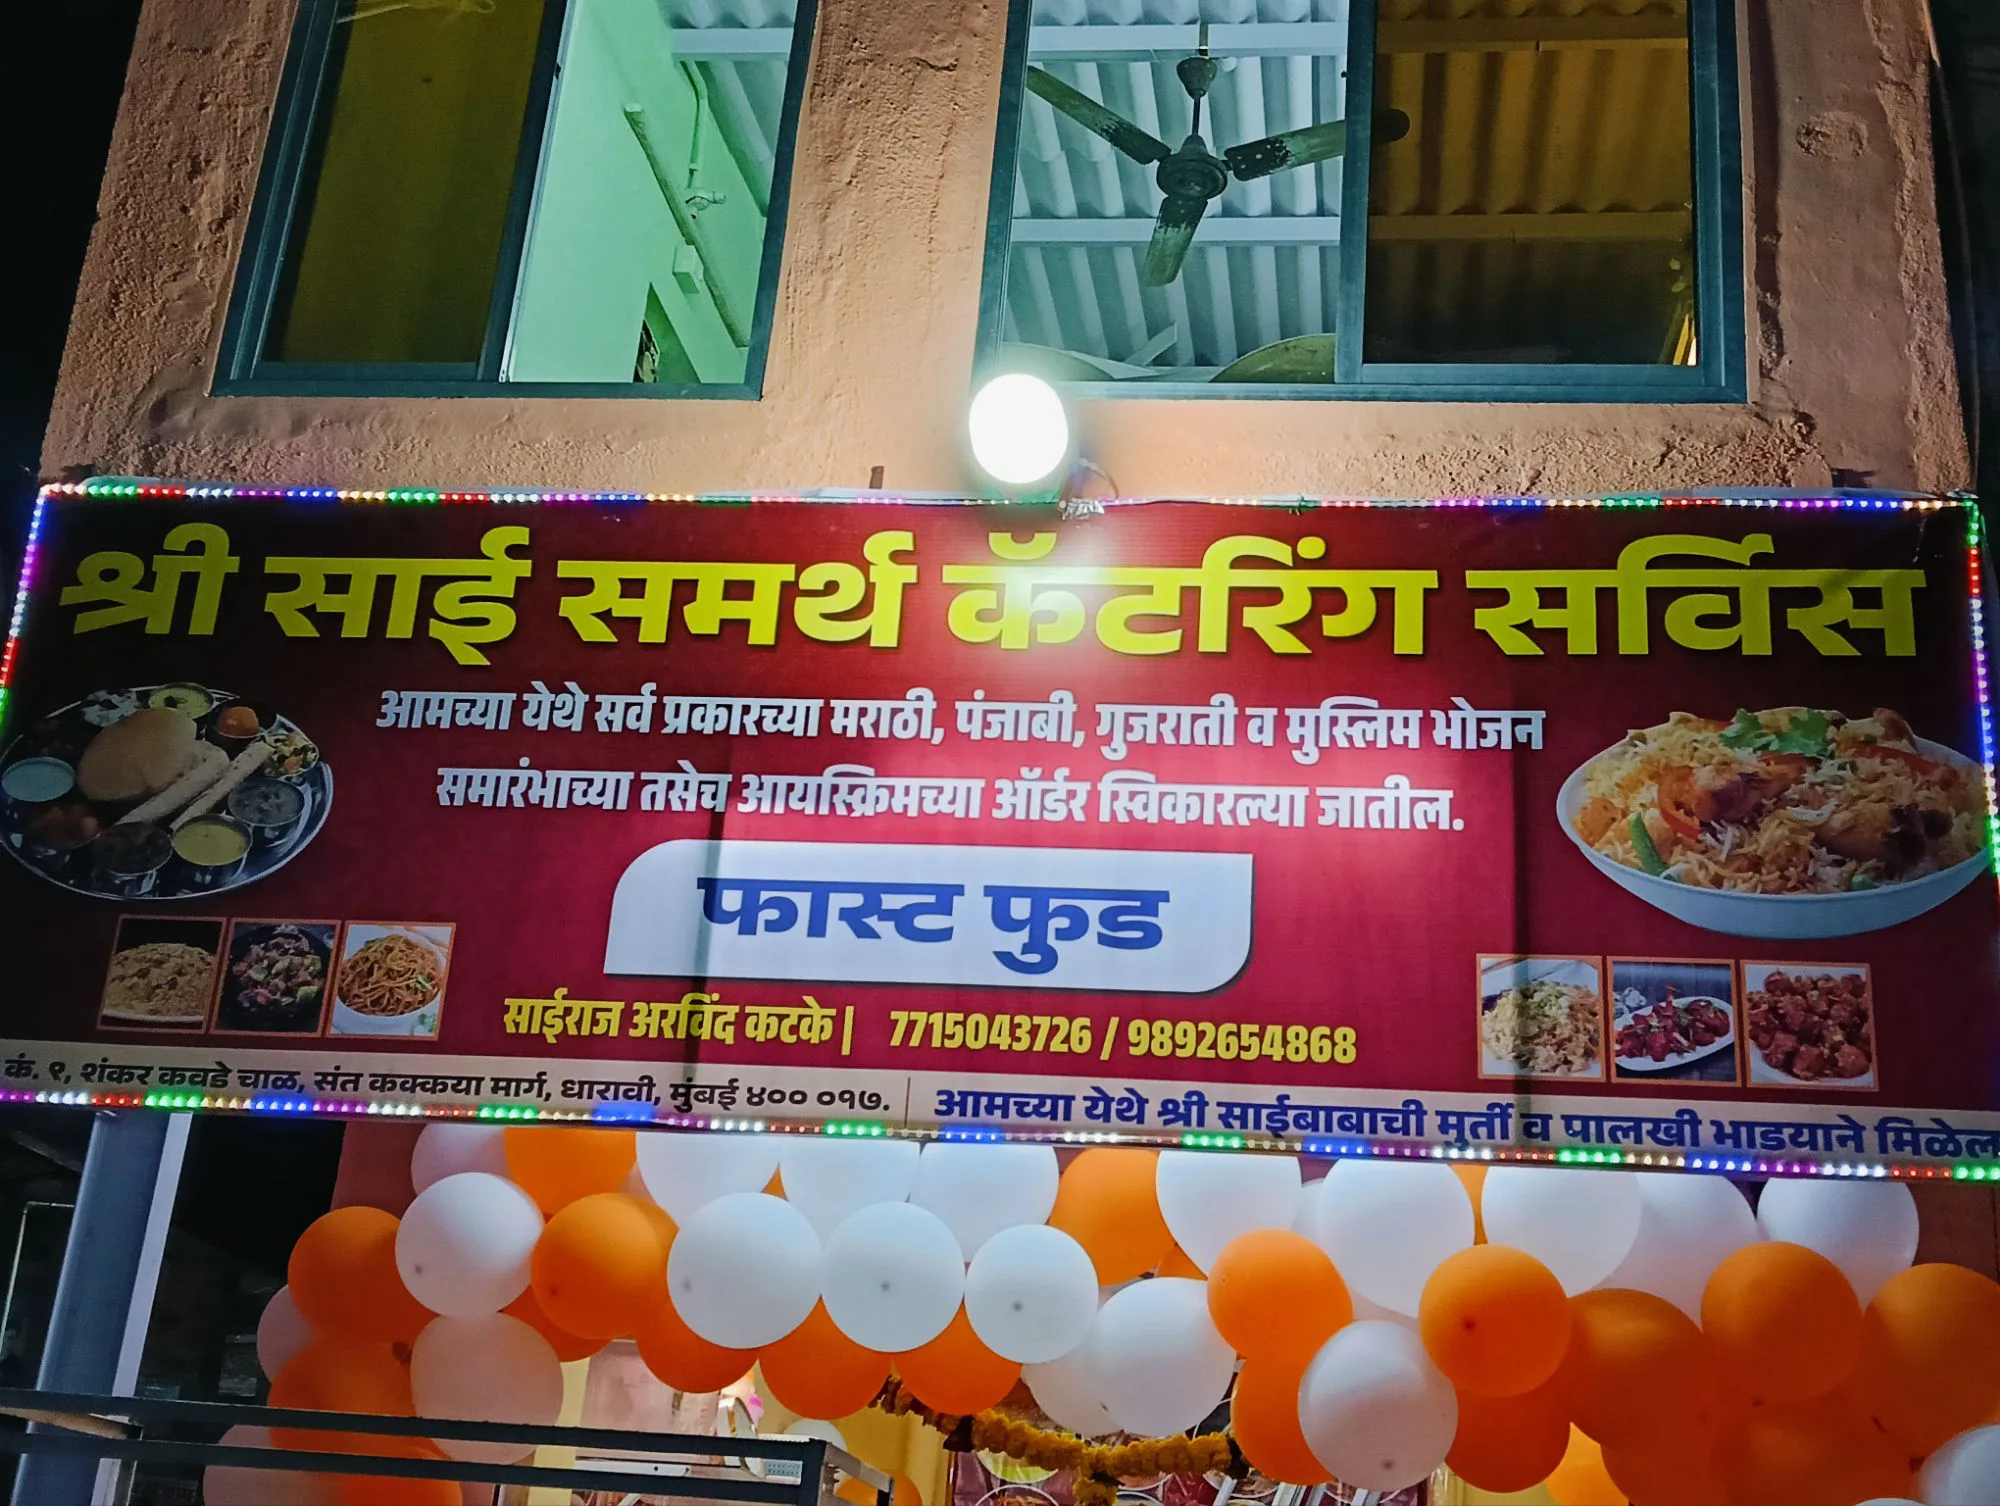 श्री साई समर्थ कॅटरिंग सर्विस
आमच्या येथे सर्व प्रकारच्या मराठी, पंजाबी, गुजराती व मुस्लिम भोजन
समारंभाच्या तसेच आयस्क्रिमच्या ऑर्डर स्विकारल्या जातील.
फास्ट फुड
साईराज अरविंद कटके | 7715043726 / 9892654868
कं. ९, शंकर कवडे चाळ, संत कक्कया मार्ग, धारावी, मुंबई ४०० ०१७.
आमच्या येथे श्री साईबाबाची मुर्ती व पालखी भाडयाने मिळेल